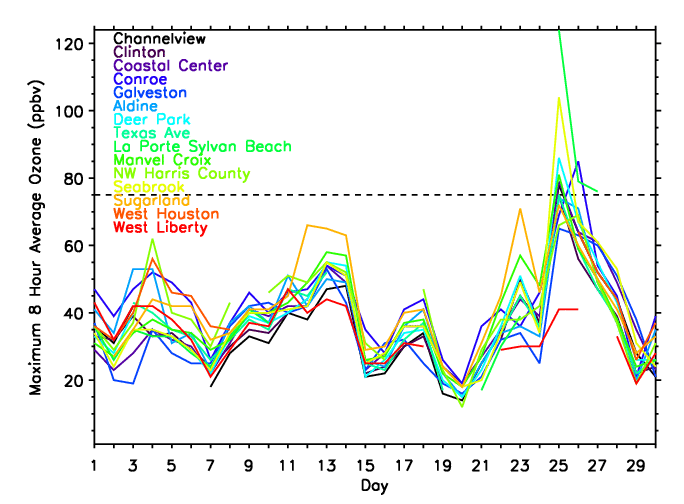 120
100
80
60
40
20
Maximum 8 Hour Average Ozone (ppbv)
Channelview
Clinton
Coastal Center
Conroe
Galveston
Aldine
Deer Park
Texas Ave
La Porte Sylvan Beach
Manvel Croix
NW Harris County
Seabrook
Sugarland
West Houston
West Liberty
1 3 5 7 9 11 13 15 17 19 21 23 25 27 29
Day